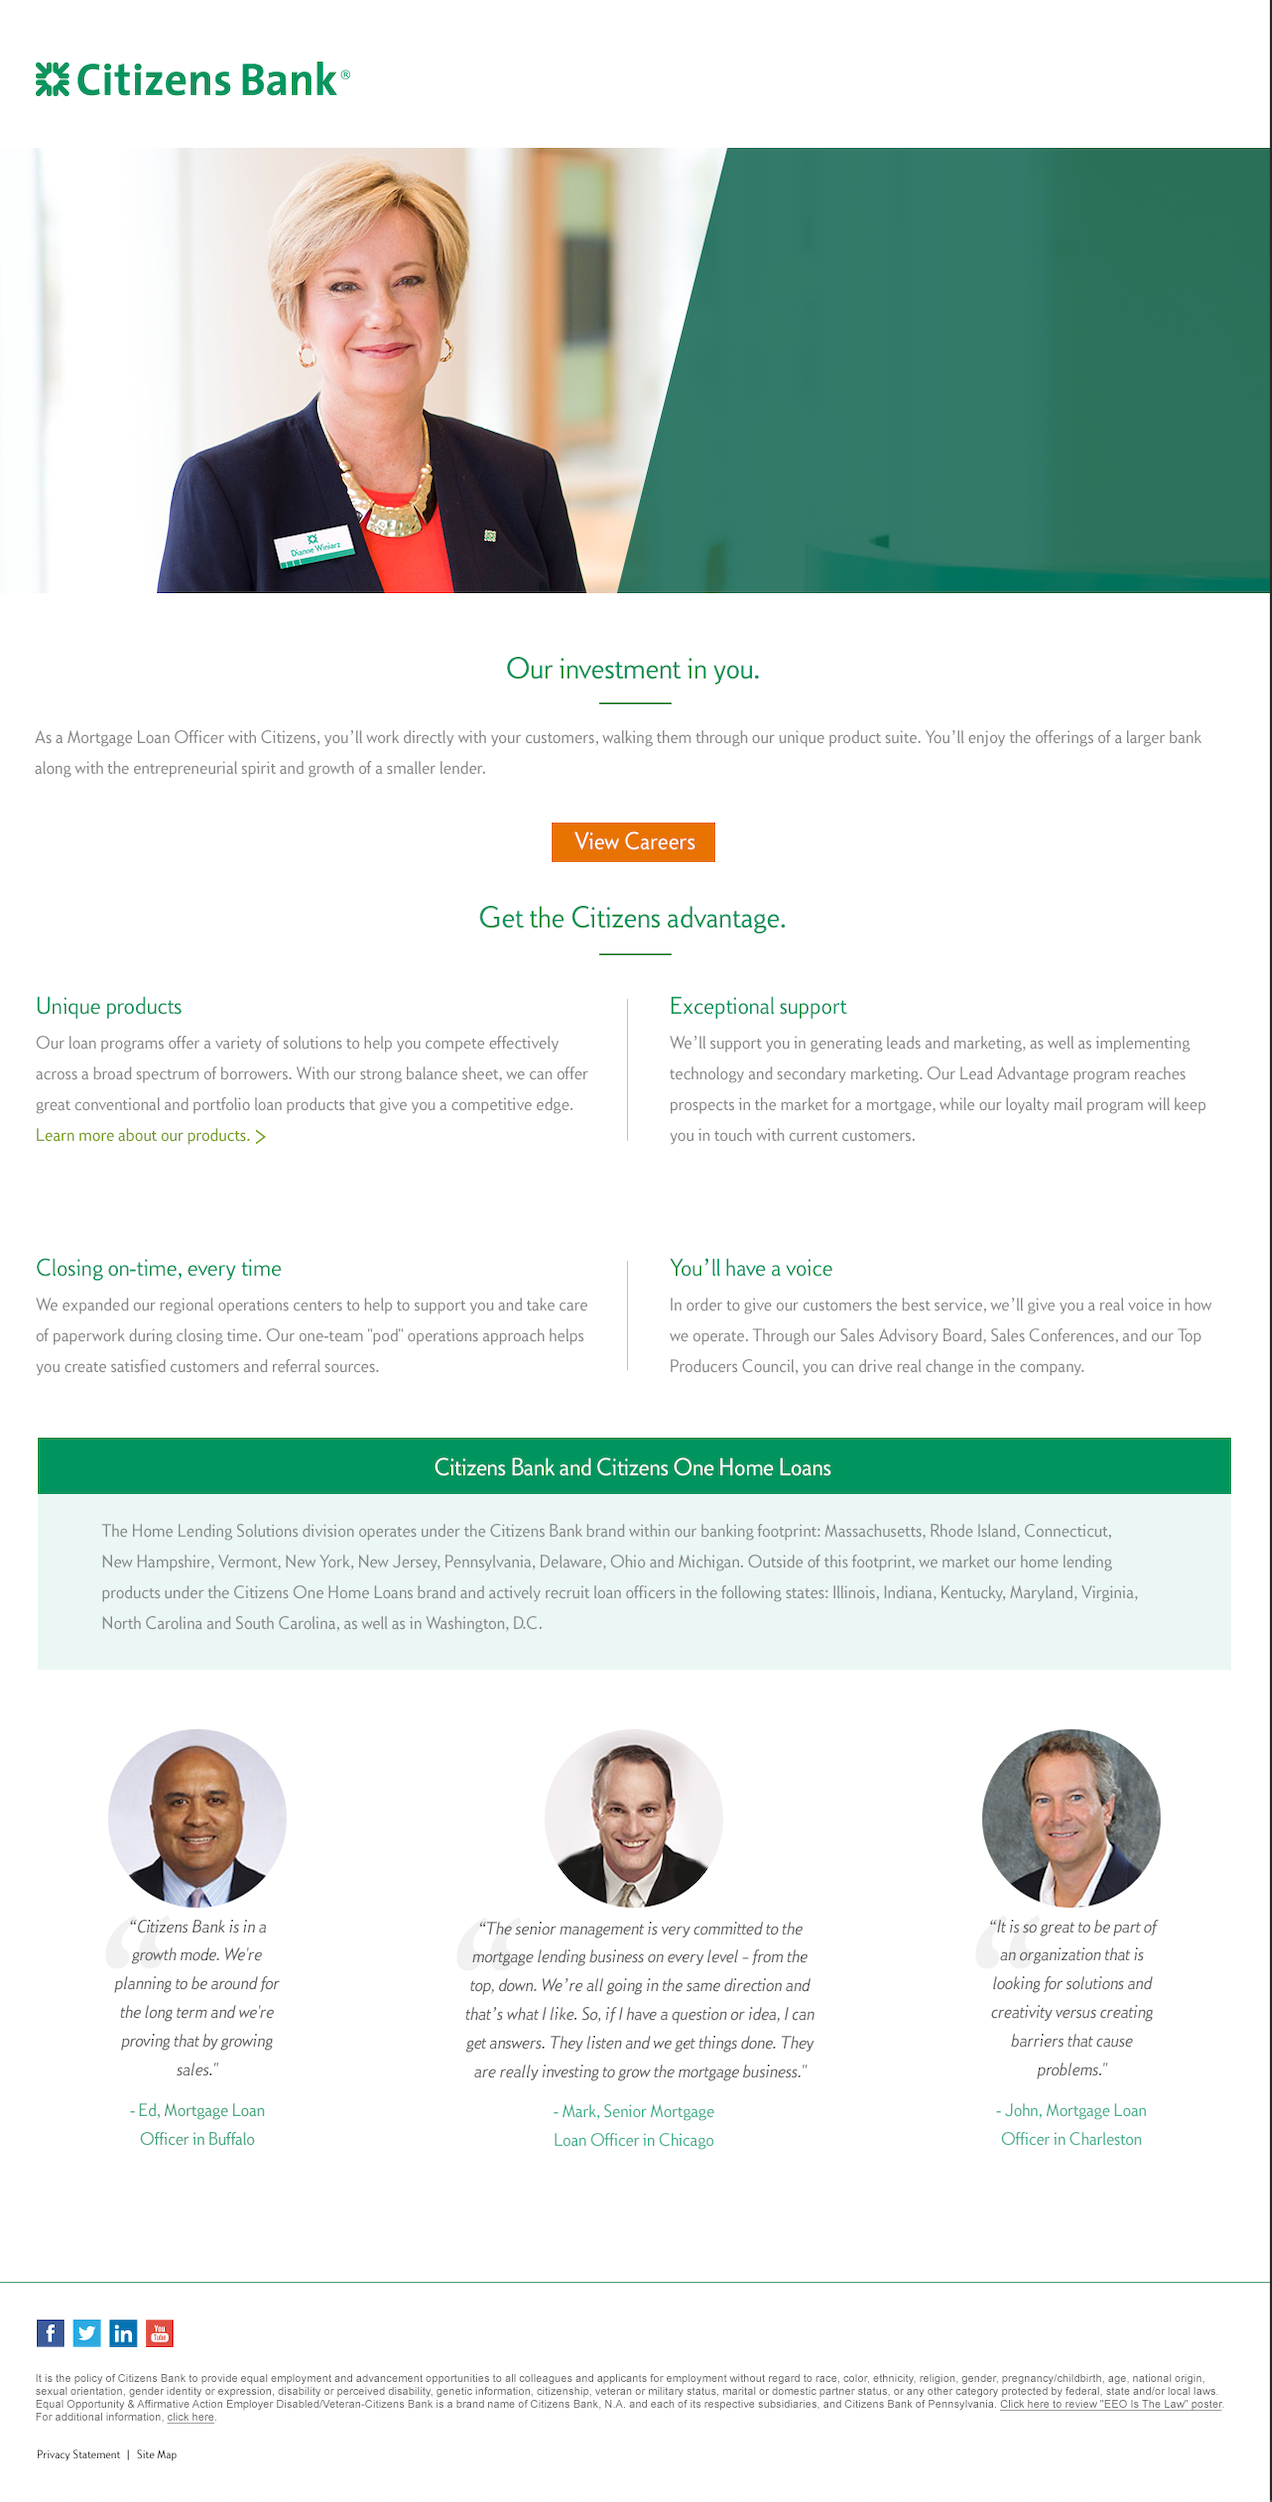 Citizens Bank®
Dianne Winiarz
Our investment in you.
As a Mortgage Loan Officer with Citizens, you’ll work directly with your customers, walking them through our unique product suite. You’ll enjoy the offerings of a larger bank
along with the entrepreneurial spirit and growth of a smaller lender.
View Careers
Get the Citizens advantage.
Unique products
Our loan programs offer a variety of solutions to help you compete effectively
across a broad spectrum of borrowers. With our strong balance sheet, we can offer
great conventional and portfolio loan products that give you a competitive edge.
Learn more about our products. >
Exceptional support
We’ll support you in generating leads and marketing, as well as implementing
technology and secondary marketing. Our Lead Advantage program reaches
prospects in the market for a mortgage, while our loyalty mail program will keep
you in touch with current customers.
Closing on-time, every time
We expanded our regional operations centers to help to support you and take care
of paperwork during closing time. Our one-team "pod" operations approach helps
you create satisfied customers and referral sources.
You’ll have a voice
In order to give our customers the best service, we’ll give you a real voice in how
we operate. Through our Sales Advisory Board, Sales Conferences, and our Top
Producers Council, you can drive real change in the company.
Citizens Bank and Citizens One Home Loans
The Home Lending Solutions division operates under the Citizens Bank brand within our banking footprint: Massachusetts, Rhode Island, Connecticut,
New Hampshire, Vermont, New York, New Jersey, Pennsylvania, Delaware, Ohio and Michigan. Outside of this footprint, we market our home lending
products under the Citizens One Home Loans brand and actively recruit loan officers in the following states: Illinois, Indiana, Kentucky, Maryland, Virginia,
North Carolina and South Carolina, as well as in Washington, D.C.
“Citizens Bank is in a
growth mode. We're
planning to be around for
the long term and we're
proving that by growing
sales."
- Ed, Mortgage Loan
Officer in Buffalo
“The senior management is very committed to the
mortgage lending business on every level – from the
top, down. We’re all going in the same direction and
that’s what I like. So, if I have a question or idea, I can
get answers. They listen and we get things done. They
are really investing to grow the mortgage business."
- Mark, Senior Mortgage
Loan Officer in Chicago
“It is so great to be part of
an organization that is
looking for solutions and
creativity versus creating
barriers that cause
problems."
- John, Mortgage Loan
Officer in Charleston
f
in
You
Tube
It is the policy of Citizens Bank to provide equal employment and advancement opportunities to all colleagues and applicants for employment without regard to race, color, ethnicity, religion, gender, pregnancy/childbirth, age, national origin,
sexual orientation, gender identity or expression, disability or perceived disability, genetic information, citizenship, veteran or military status, marital or domestic partner status, or any other category protected by federal, state and/or local laws.
Equal Opportunity & Affirmative Action Employer Disabled/Veteran-Citizens Bank is a brand name of Citizens Bank, N.A. and each of its respective subsidiaries, and Citizens Bank of Pennsylvania. Click here to review "EEO Is The Law" poster.
For additional information, click here.
Privacy Statement | Site Map